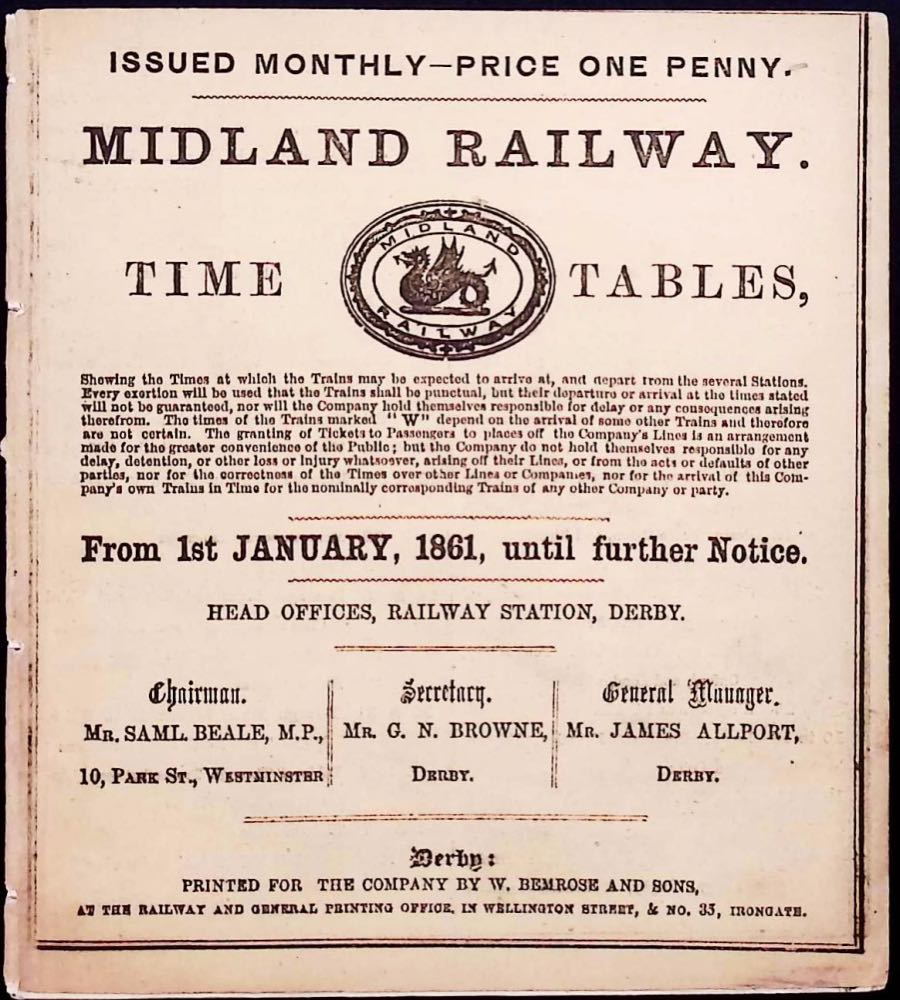 ISSUED MONTHLY—PRICE ONE PENNY.
MIDLAND RAILWAY.
TIME TABLES,
MIDLAND RAILWAY
Shewing the Times at which the Trains may be expected to arrive at, and depart from the several Stations.
Every exertion will be used that the Trains shall be punctual, but their departure or arrival at the times stated
will not be guaranteed, nor will the Company hold themselves responsible for delay or any consequences arising
therefrom. The times of the Trains marked "W" depend on the arrival of some other Trains and therefore
are not certain. The granting of Tickets to Passengers to places off the Company's Lines is an arrangement
made for the greater convenience of the Public; but the Company do not hold themselves responsible for any
delay, detention, or other loss or injury whatsoever, arising off their Lines, or from the acts or defaults of other
parties, nor for the correctness of the Times over other Lines or Companies, nor for the arrival of this Com-
pany's own Trains in Time for the nominally corresponding Trains of any other Company or party.
From 1st JANUARY, 1861, until further Notice.
HEAD OFFICES, RAILWAY STATION, DERBY.
Chairman.
MR. SAML. BEALE, M.P.,
10, PARK ST., WESTMINSTER
Secretary.
MR. G. N. BROWNE,
DERBY.
General Manager.
MR. JAMES ALLPORT,
DERBY.
Derby:
PRINTED FOR THE COMPANY BY W. BEMROSE AND SONS,
AT THE RAILWAY AND GENERAL PRINTING OFFICE, IN WELLINGTON STREET, & NO. 35, IRONGATE.